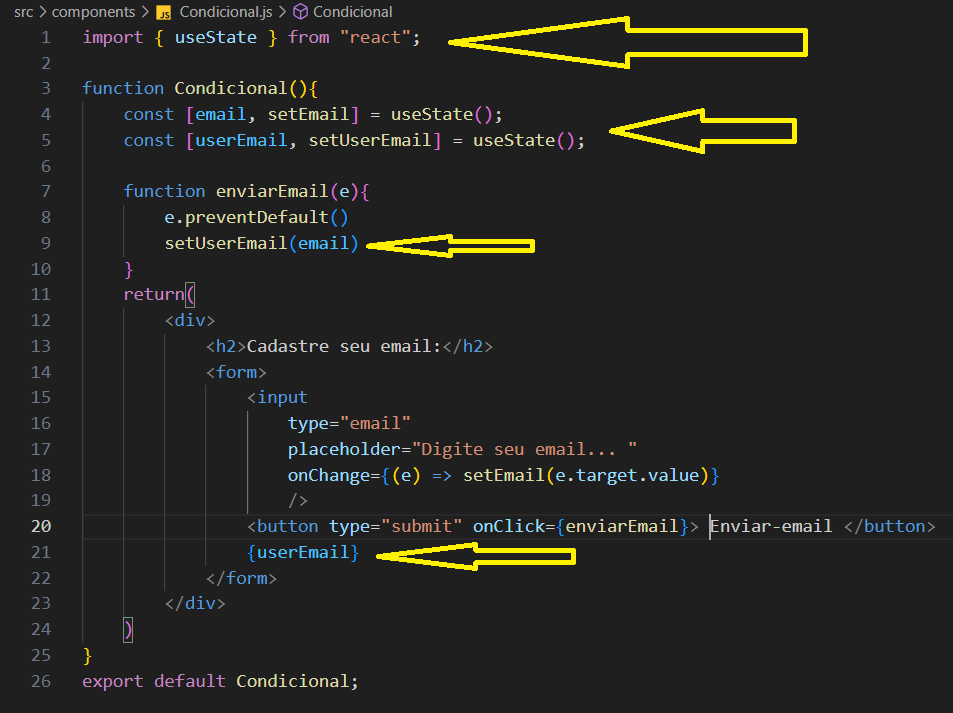 src > components > JS Condicional.js > Condicional
1 import { useState } from "react";
2
3 function Condicional(){
4 const [email, setEmail] = useState();
5 const [userEmail, setUserEmail] = useState();
6
7 function enviarEmail(e){
8 e.preventDefault()
9 setUserEmail(email)
10 }
11 return(
12 <div>
13 <h2>Cadastre seu email:</h2>
14 <form>
15 <input
16 type="email"
17 placeholder="Digite seu email... "
18 onChange={(e) => setEmail(e.target.value)}
19 />
20 <button type="submit" onClick={enviarEmail}> Enviar-email </button>
21 {userEmail}
22 </form>
23 </div>
24 )
25 }
26 export default Condicional;